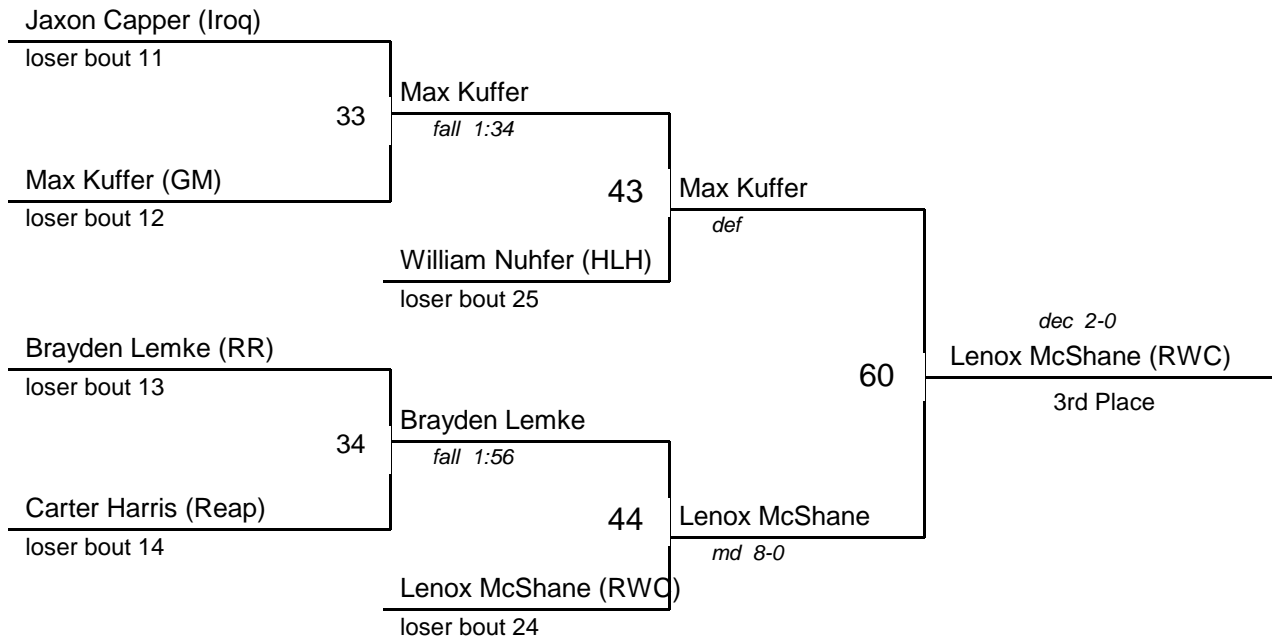 Jaxon Capper (Iroq)
loser bout 11
33
Max Kuffer
fall 1:34
Max Kuffer (GM)
loser bout 12
43
Max Kuffer
def
William Nuhfer (HLH)
loser bout 25
dec 2-0
Lenox McShane (RWC)
3rd Place
60
Brayden Lemke (RR)
loser bout 13
34
Brayden Lemke
fall 1:56
Carter Harris (Reap)
loser bout 14
44
Lenox McShane
md 8-0
Lenox McShane (RWC)
loser bout 24